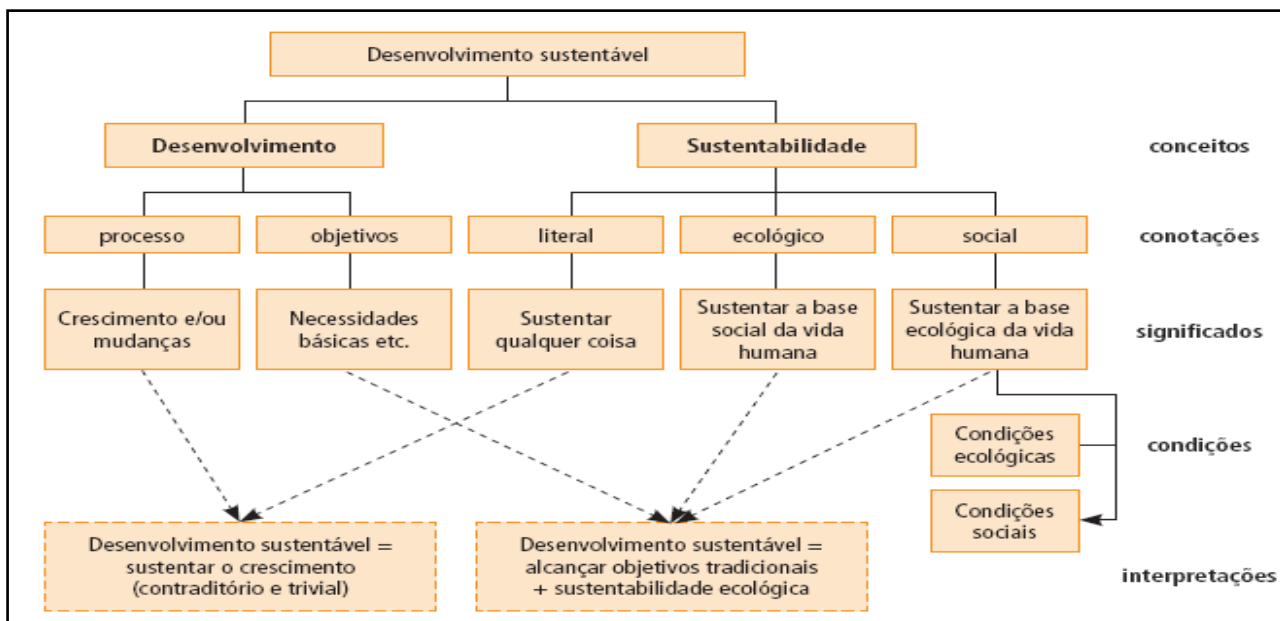 Desenvolvimento sustentável
Desenvolvimento
Sustentabilidade
conceitos
processo
objetivos
literal
ecológico
social
conotações
Crescimento e/ou
mudanças
Necessidades
básicas etc.
Sustentar
qualquer coisa
Sustentar a base
social da vida
humana
Sustentar a base
ecológica da vida
humana
significados
Condições
ecológicas
condições
Condições
sociais
Desenvolvimento sustentável =
sustentar o crescimento
(contraditório e trivial)
Desenvolvimento sustentável =
alcançar objetivos tradicionais
+ sustentabilidade ecológica
interpretações